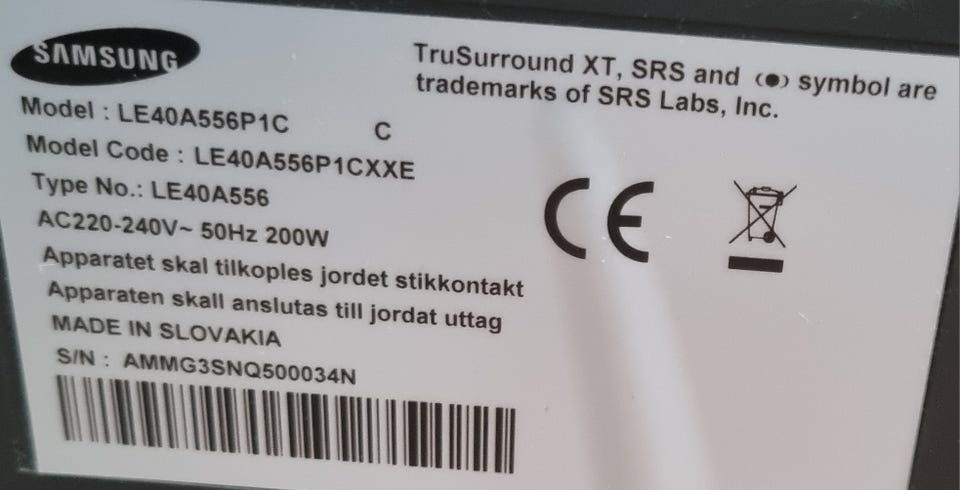 SAMSUNG
TruSurround XT, SRS and (●) symbol are
trademarks of SRS Labs, Inc.
Model : LE40A556P1C C
Model Code : LE40A556P1CXXE
Type No.: LE40A556
AC220-240V~ 50Hz 200W
Apparatet skal tilkoples jordet stikkontakt
Apparaten skall anslutas till jordat uttag
MADE IN SLOVAKIA
S/N : AMMG3SNQ500034N
CE